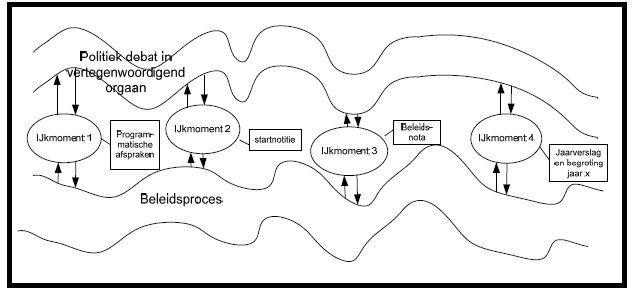 Politiek debat in
vertegenwoordigend
orgaan
IJkmoment 1
Program-
matische
afspraken
IJkmoment 2
startnotitie
IJkmoment 3
Beleids-
nota
IJkmoment 4
Jaarverslag
en begroting
jaar x
Beleidsproces